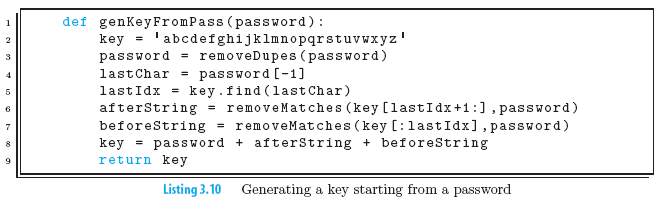 1 def genKeyFromPass(password):
2 key = 'abcdefghijklmnopqrstuvwxyz'
3 password = removeDupes(password)
4 lastChar = password[-1]
5 lastIdx = key.find(lastChar)
6 afterString = removeMatches(key[lastIdx+1:],password)
7 beforeString = removeMatches(key[:lastIdx],password)
8 key = password + afterString + beforeString
9 return key
Listing 3.10 Generating a key starting from a password